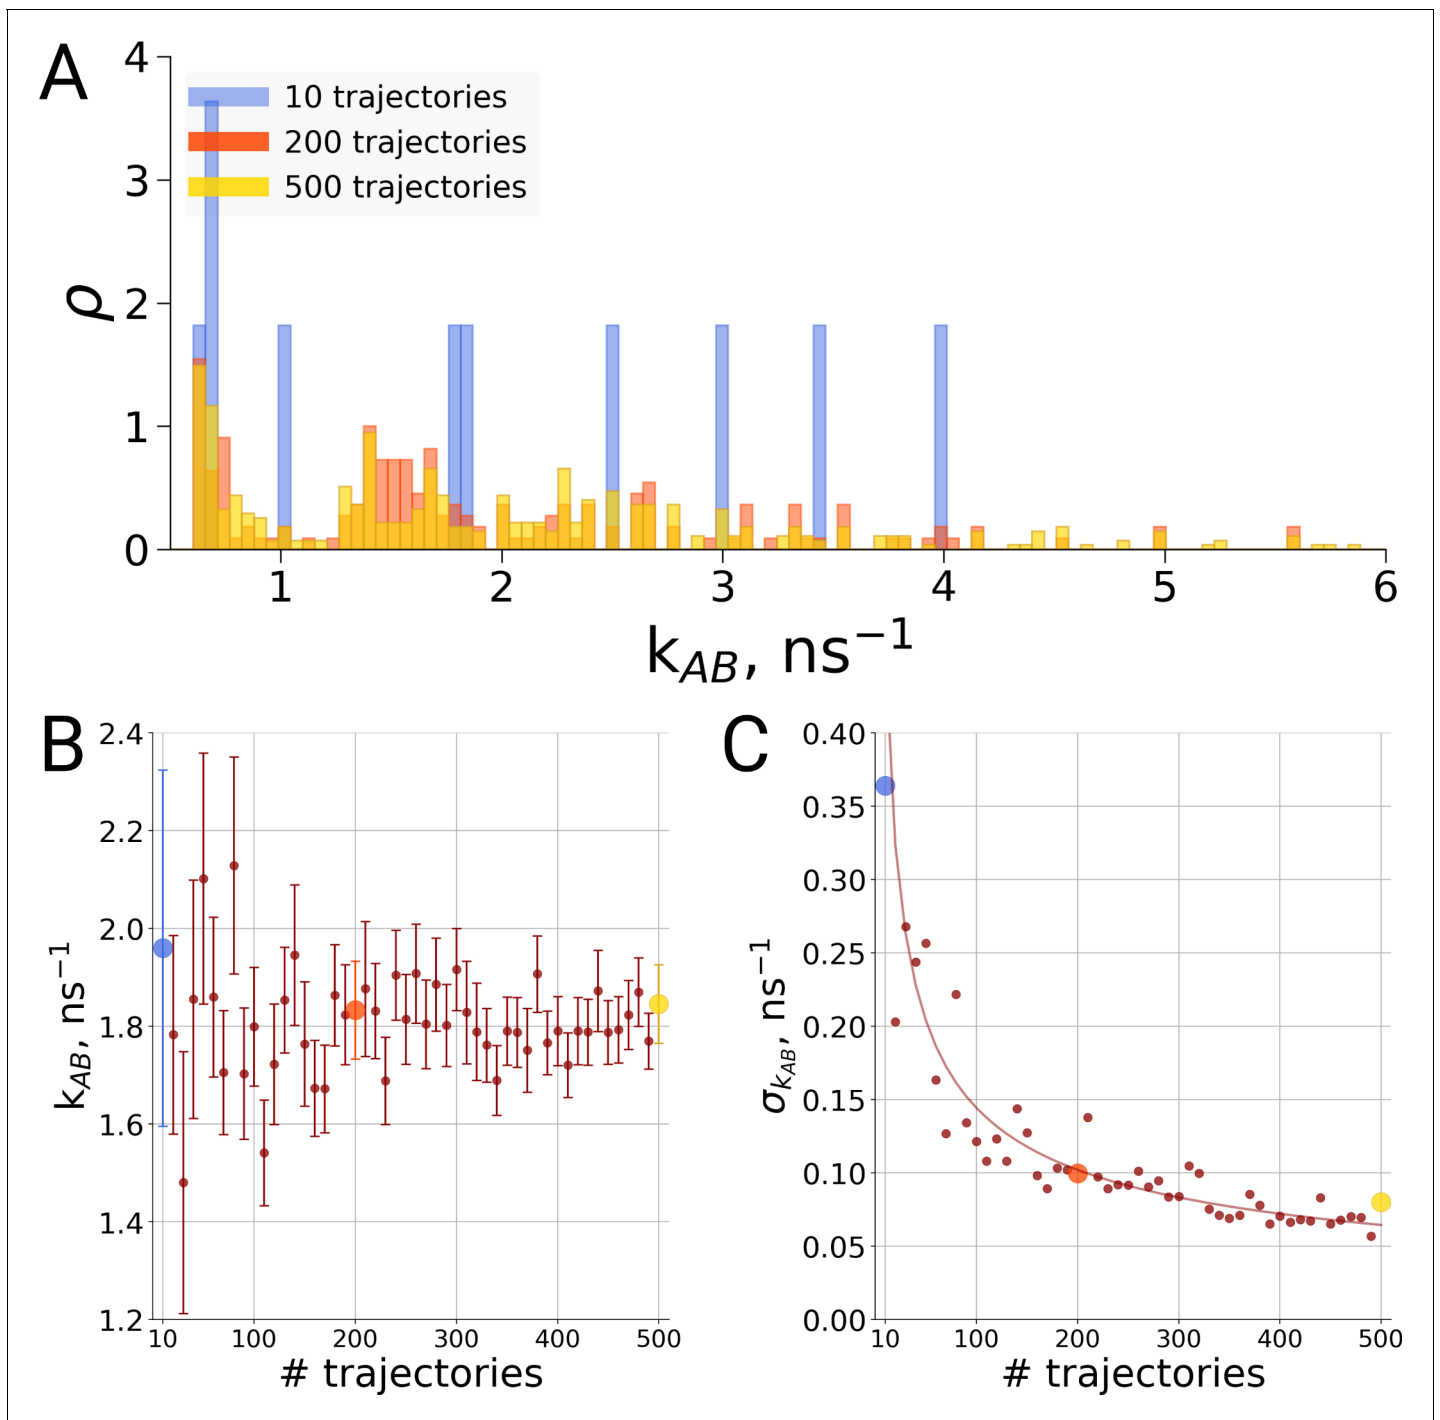 A
4
3
2
1
0
ρ
10 trajectories
200 trajectories
500 trajectories
1 2 3 4 5 6
k_AB, ns⁻¹
B
2.4
2.2
2.0
1.8
1.6
1.4
1.2
k_AB, ns⁻¹
10 100 200 300 400 500
# trajectories
C
0.40
0.35
0.30
0.25
0.20
0.15
0.10
0.05
0.00
σ_k_AB, ns⁻¹
10 100 200 300 400 500
# trajectories